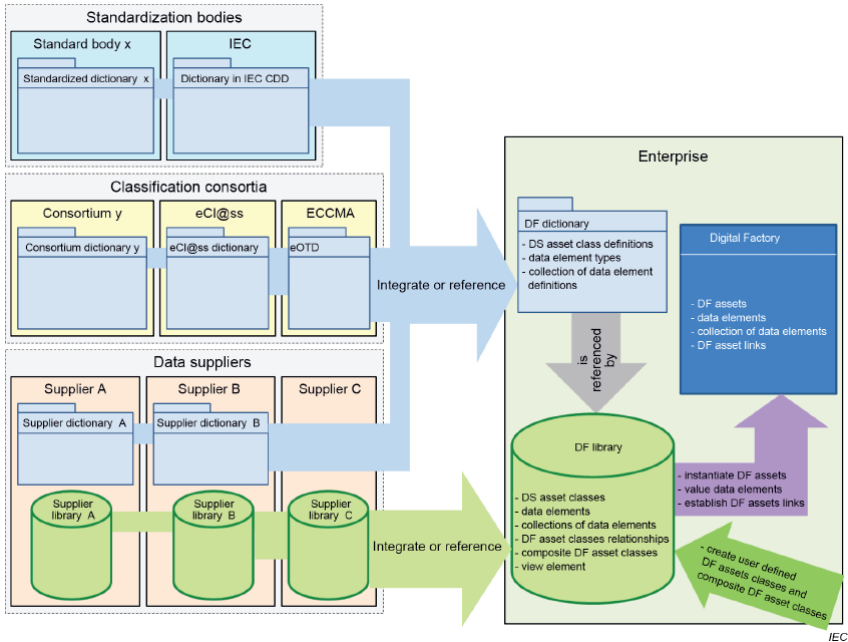 Standardization bodies
Standard body x
IEC
Standardized dictionary x
Dictionary in IEC CDD
Classification consortia
Consortium y
eCl@ss
ECCMA
Consortium dictionary y
eCl@ss dictionary
eOTD
Integrate or reference
Data suppliers
Supplier A
Supplier B
Supplier C
Supplier dictionary A
Supplier dictionary B
Supplier
library A
Supplier
library B
Supplier
library C
Integrate or reference
Enterprise
DF dictionary
- DS asset class definitions
- data element types
- collection of data element
definitions
Digital Factory
- DF assets
- data elements
- collection of data elements
- DF asset links
is
referenced
by
DF library
- DS asset classes
- data elements
- collections of data elements
- DF asset classes relationships
- composite DF asset classes
- view element
- instantiate DF assets
- value data elements
- establish DF assets links
- create user defined
DF assets classes and
composite DF asset classes
IEC